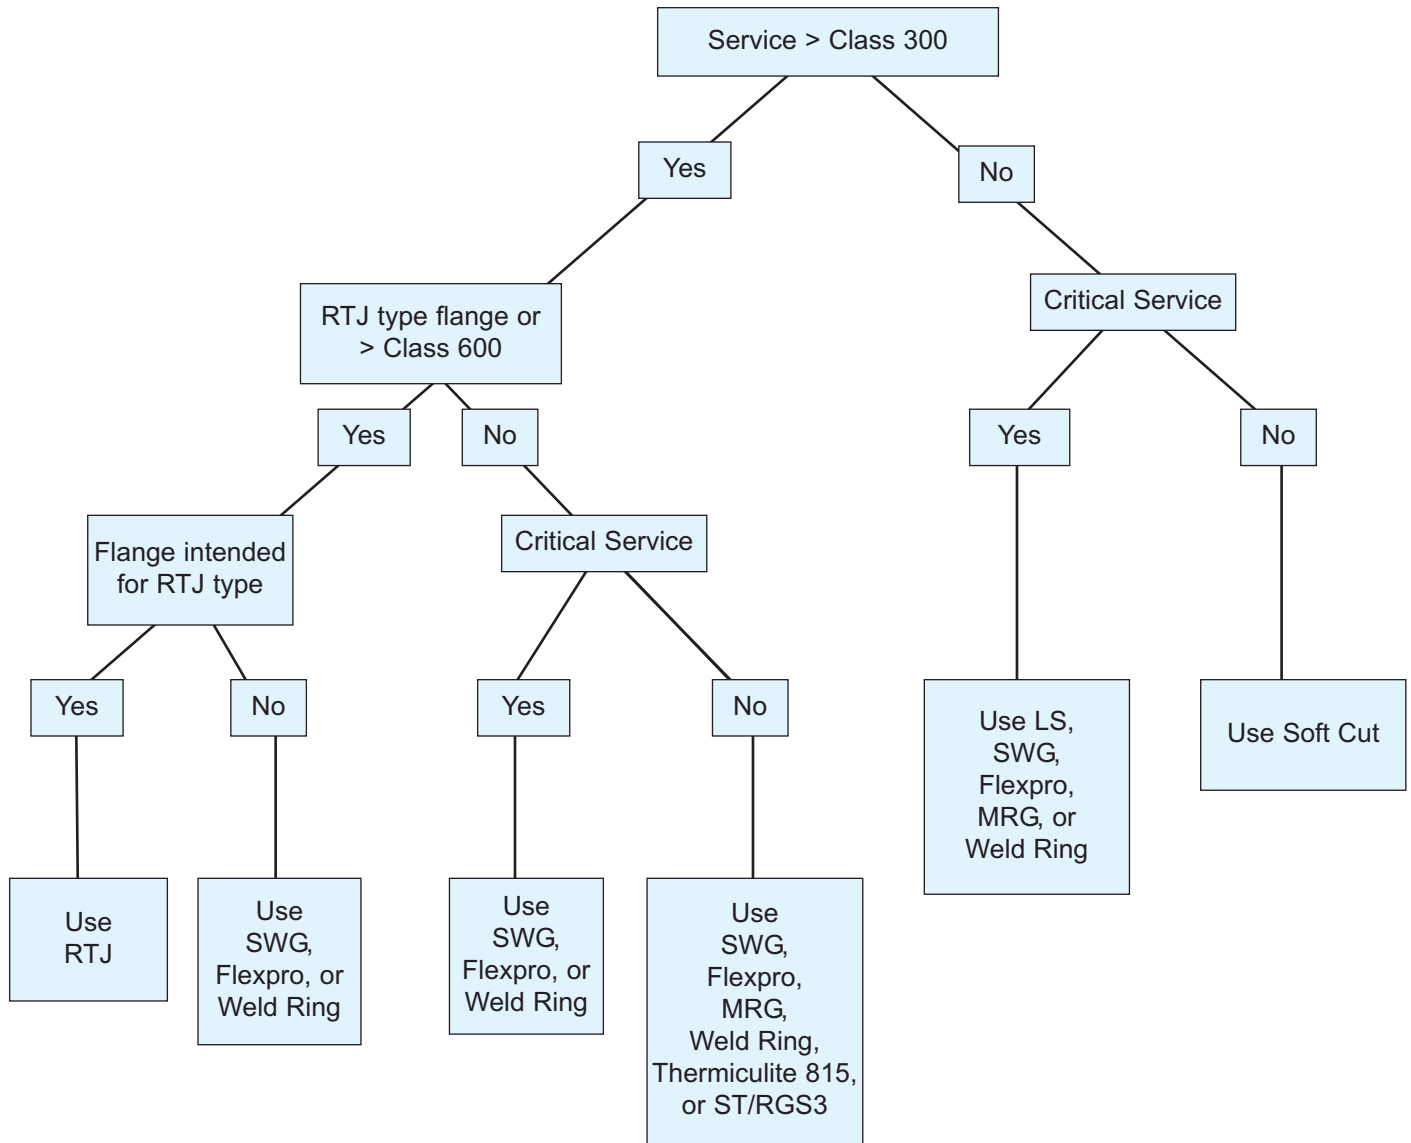 Service > Class 300
Yes
No
Critical Service
RTJ type flange or
> Class 600
Yes
No
Yes
No
Flange intended
for RTJ type
Critical Service
Yes
No
Yes
No
Use LS,
SWG,
Flexpro,
MRG, or
Weld Ring
Use Soft Cut
Use
RTJ
Use
SWG,
Flexpro, or
Weld Ring
Use
SWG,
Flexpro, or
Weld Ring
Use
SWG,
Flexpro,
MRG,
Weld Ring,
Thermiculite 815,
or ST/RGS3